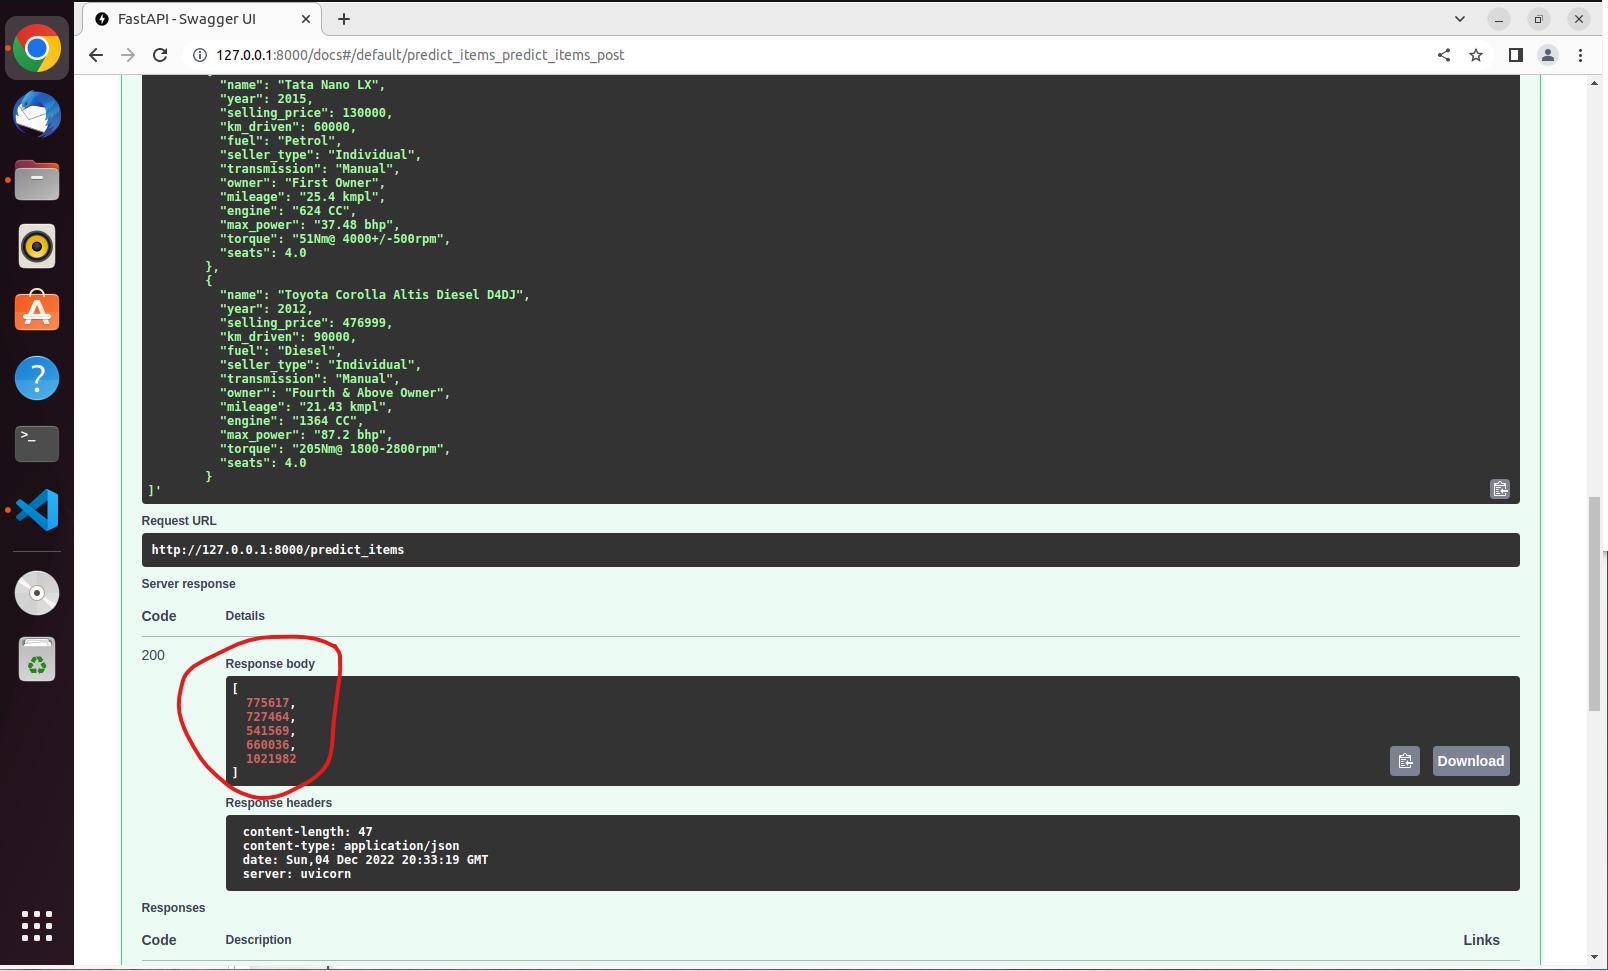 FastAPI - Swagger UI
127.0.0.1:8000/docs#/default/predict_items_predict_items_post
"name": "Tata Nano LX",
"year": 2015,
"selling_price": 130000,
"km_driven": 60000,
"fuel": "Petrol",
"seller_type": "Individual",
"transmission": "Manual",
"owner": "First Owner",
"mileage": "25.4 kmpl",
"engine": "624 CC",
"max_power": "37.48 bhp",
"torque": "51Nm@ 4000+/-500rpm",
"seats": 4.0
},
{
"name": "Toyota Corolla Altis Diesel D4DJ",
"year": 2012,
"selling_price": 476999,
"km_driven": 90000,
"fuel": "Diesel",
"seller_type": "Individual",
"transmission": "Manual",
"owner": "Fourth & Above Owner",
"mileage": "21.43 kmpl",
"engine": "1364 CC",
"max_power": "87.2 bhp",
"torque": "205Nm@ 1800-2800rpm",
"seats": 4.0
}
]'
Request URL
http://127.0.0.1:8000/predict_items
Server response
Code Details
200
Response body
[
775617,
727464,
541569,
660036,
1021982
]
Download
Response headers
content-length: 47
content-type: application/json
date: Sun,04 Dec 2022 20:33:19 GMT
server: uvicorn
Responses
Code Description Links